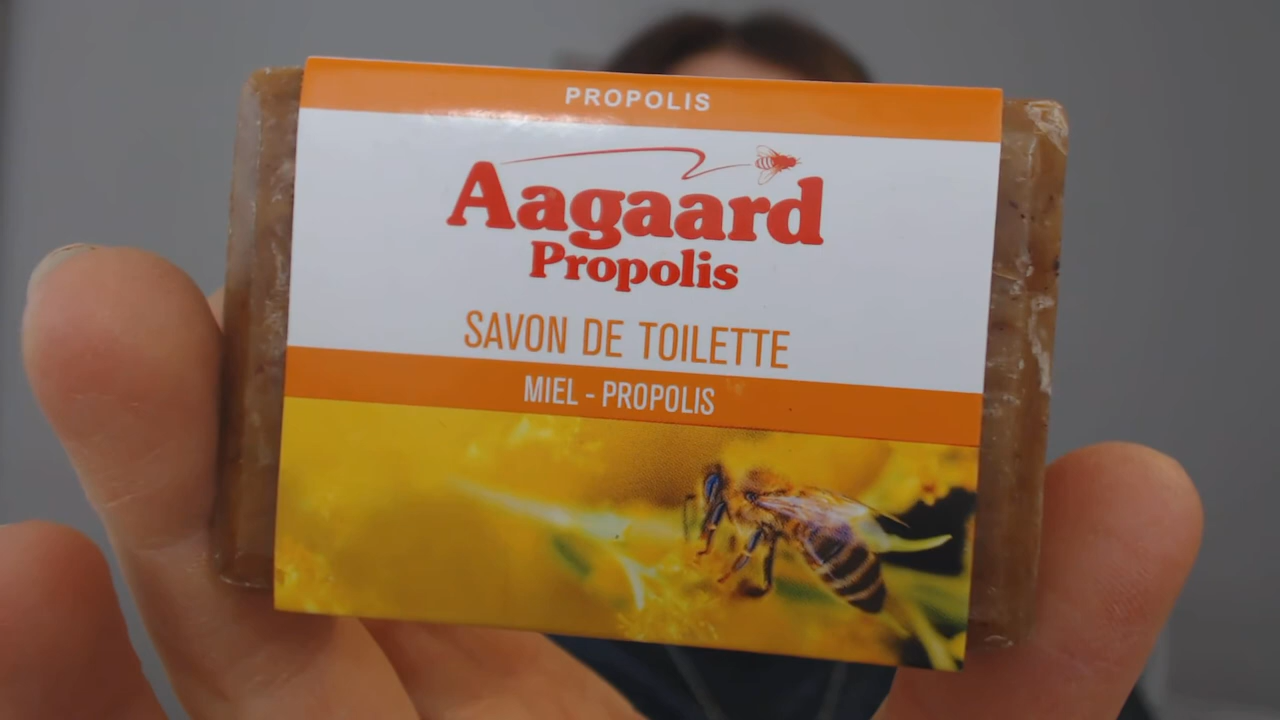 PROPOLIS
Aagaard
Propolis
SAVON DE TOILETTE
MIEL - PROPOLIS